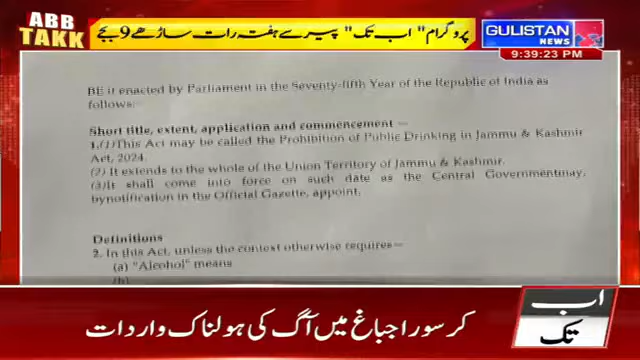 ABB
TAKK
پروگرام "اب تک" پیر سے ہفتہ رات ساڑھے 9 بجے
GULISTAN
NEWS
9:39:23 PM
BE it enacted by Parliament in the Seventy-fifth Year of the Republic of India as
follows:-
Short title, extent, application and commencement —
1.(1)This Act may be called the Prohibition of Public Drinking in Jammu & Kashmir
Act, 2024.
(2) It extends to the whole of the Union Territory of Jammu & Kashmir.
(3)It shall come into force on such date as the Central Governmentmay,
bynotification in the Official Gazette, appoint.
Definitions
2. In this Act, unless the context otherwise requires—
(a) "Alcohol" means
(b)
کرسو راجباغ میں آگ کی ہولناک واردات
اب
تک